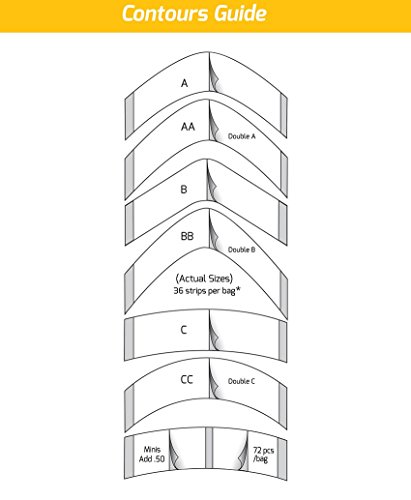 Contours Guide
A
AA
Double A
B
BB
Double B
(Actual Sizes)
36 strips per bag*
C
CC
Double C
Minis
Add .50
72 pcs
/bag